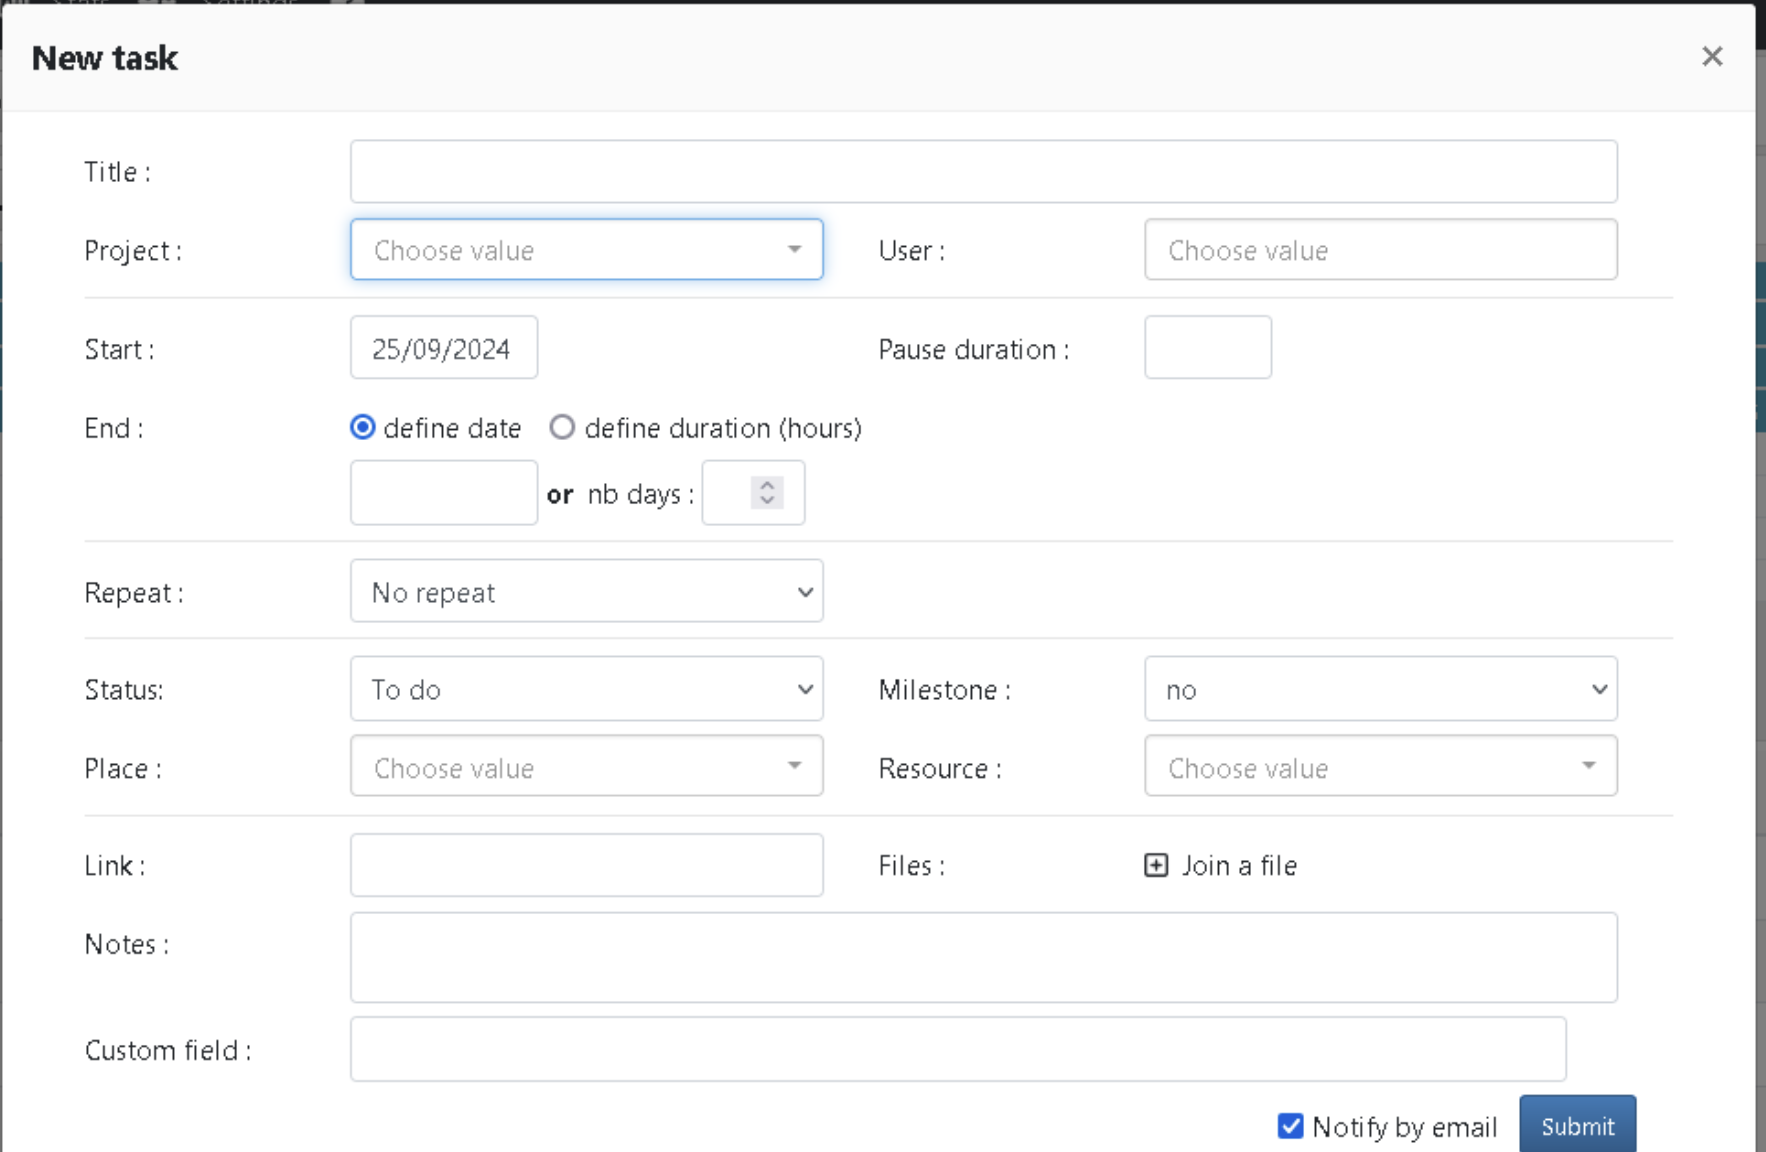 New task ×
Title :
Project : Choose value User : Choose value
Start : 25/09/2024 Pause duration :
End : define date define duration (hours)
or nb days :
Repeat : No repeat
Status: To do Milestone : no
Place : Choose value Resource : Choose value
Link : Files : Join a file
Notes :
Custom field :
Notify by email Submit